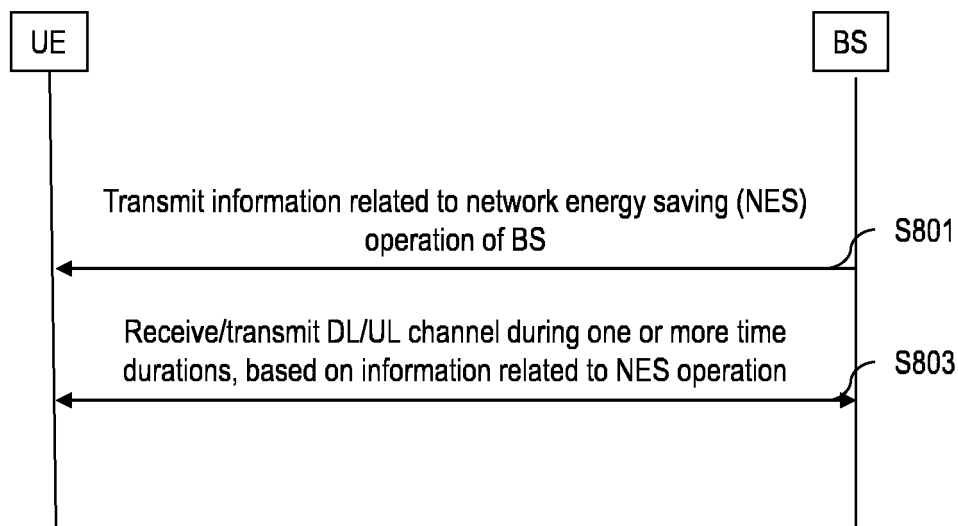 UE
BS
Transmit information related to network energy saving (NES)
operation of BS
S801
Receive/transmit DL/UL channel during one or more time
durations, based on information related to NES operation
S803